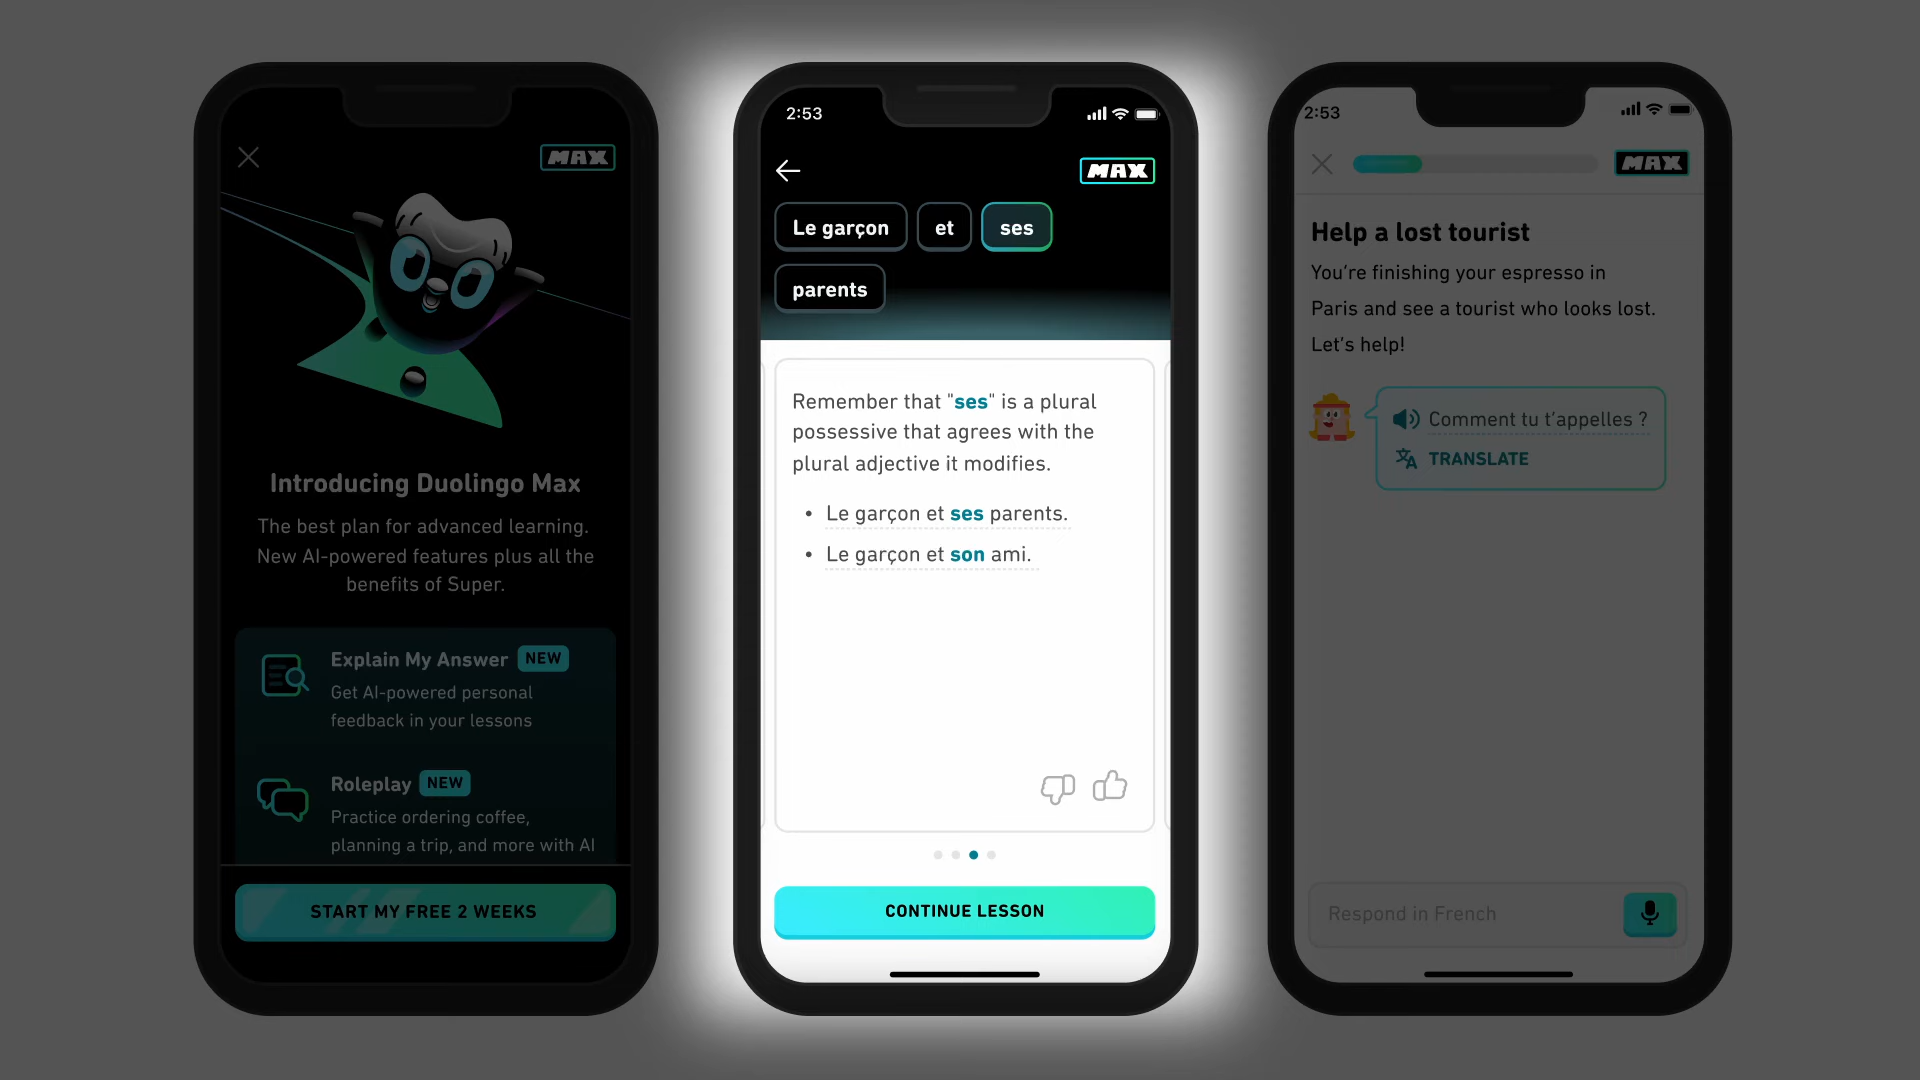 MAX
Introducing Duolingo Max
The best plan for advanced learning.
New AI-powered features plus all the
benefits of Super.
Explain My Answer NEW
Get AI-powered personal
feedback in your lessons
Roleplay NEW
Practice ordering coffee,
planning a trip, and more with AI
START MY FREE 2 WEEKS
2:53
MAX
Le garçon et ses
parents
Remember that "ses" is a plural
possessive that agrees with the
plural adjective it modifies.
• Le garçon et ses parents.
• Le garçon et son ami.
CONTINUE LESSON
2:53
MAX
Help a lost tourist
You’re finishing your espresso in
Paris and see a tourist who looks lost.
Let’s help!
Comment tu t’appelles ?
TRANSLATE
Respond in French